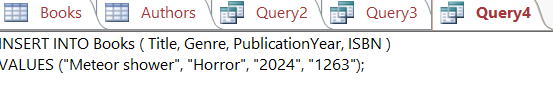 Books Authors Query2 Query3 Query4
INSERT INTO Books ( Title, Genre, PublicationYear, ISBN )
VALUES ("Meteor shower", "Horror", "2024", "1263");